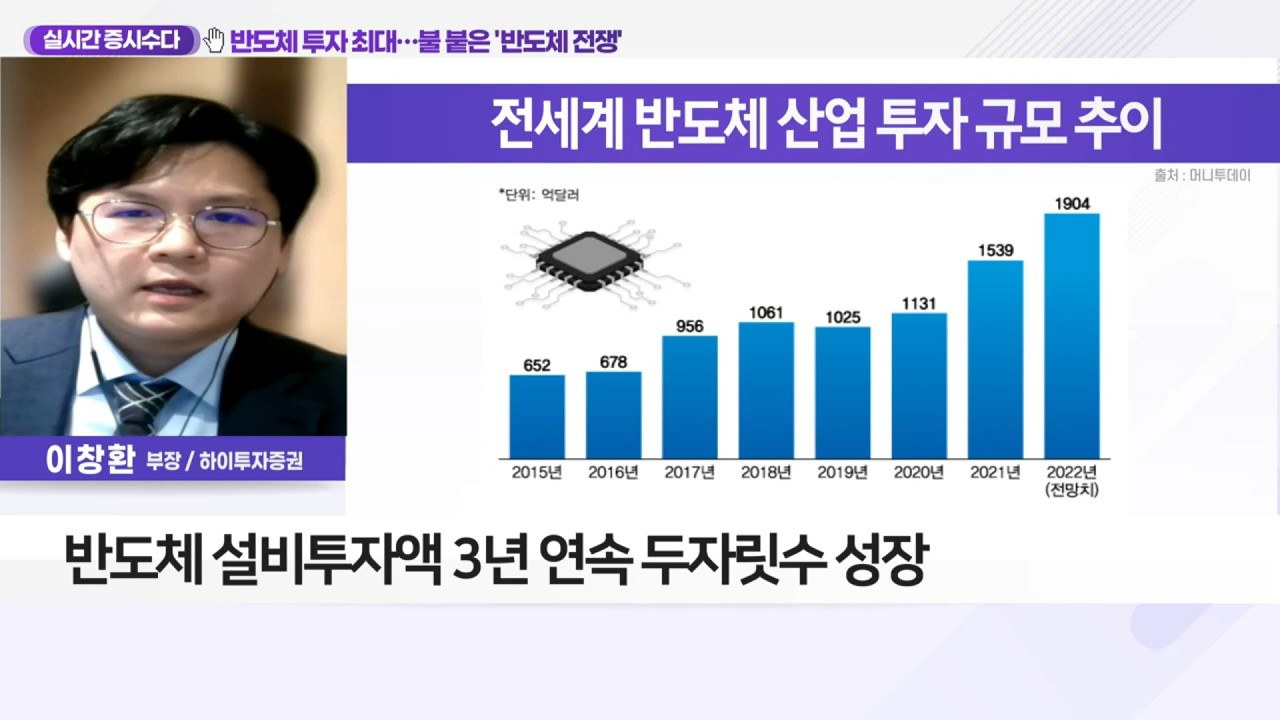 실시간 증시수다
반도체 투자 최대…불 붙은 '반도체 전쟁'
전세계 반도체 산업 투자 규모 추이
출처 : 머니투데이
*단위: 억달러
652
678
956
1061
1025
1131
1539
1904
2015년
2016년
2017년
2018년
2019년
2020년
2021년
2022년
(전망치)
이창환 부장 / 하이투자증권
반도체 설비투자액 3년 연속 두자릿수 성장